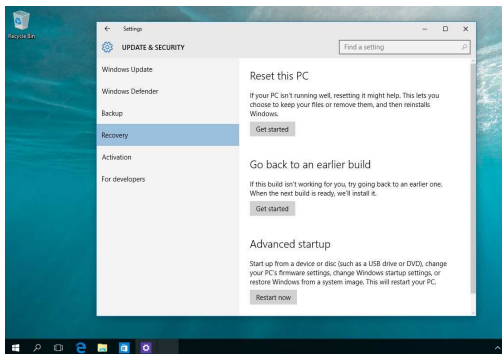 Recycle Bin
Settings
UPDATE & SECURITY
Find a setting
Windows Update
Windows Defender
Backup
Recovery
Activation
For developers
Reset this PC
If your PC isn't running well, resetting it might help. This lets you
choose to keep your files or remove them, and then reinstalls
Windows.
Get started
Go back to an earlier build
If this build isn't working for you, try going back to an earlier one.
When the next build is ready, we'll install it.
Get started
Advanced startup
Start up from a device or disc (such as a USB drive or DVD), change
your PC's firmware settings, change Windows startup settings, or
restore Windows from a system image. This will restart your PC.
Restart now